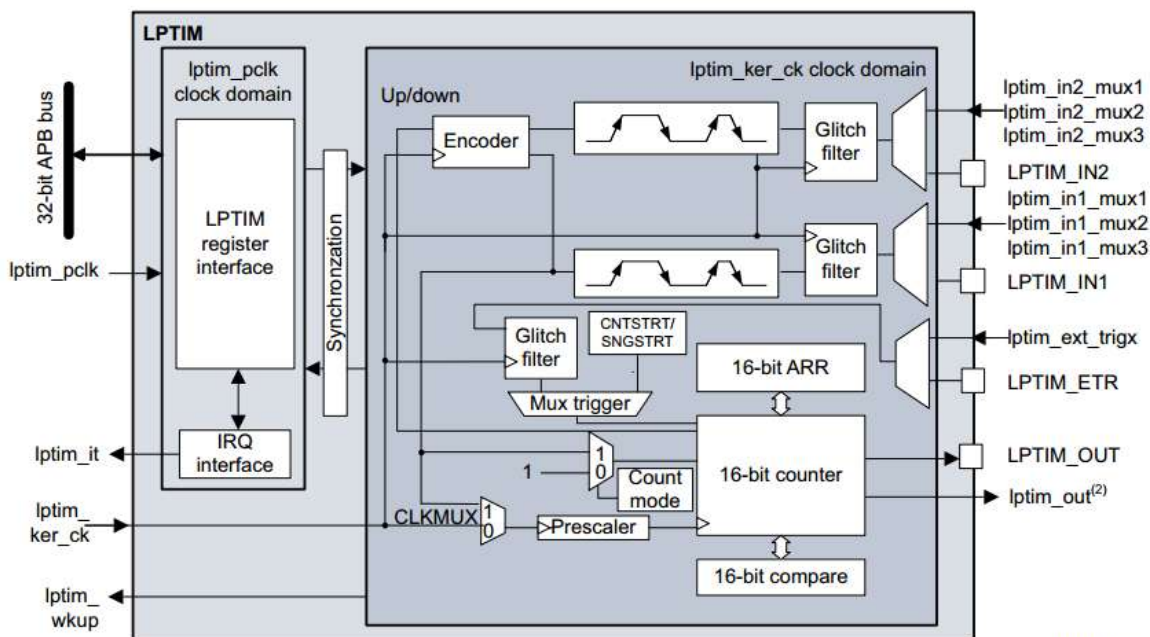 LPTIM
lptim_pclk
clock domain
lptim_ker_ck clock domain
32-bit APB bus
LPTIM
register
interface
lptim_pclk
IRQ
interface
lptim_it
lptim_
ker_ck
lptim_
wkup
Synchronization
Up/down
Encoder
Glitch
filter
lptim_in2_mux1
lptim_in2_mux2
lptim_in2_mux3
LPTIM_IN2
lptim_in1_mux1
lptim_in1_mux2
lptim_in1_mux3
Glitch
filter
LPTIM_IN1
Glitch
filter
CNTSTRT/
SNGSTRT
lptim_ext_trigx
16-bit ARR
LPTIM_ETR
Mux trigger
1
0
1
Count
mode
16-bit counter
LPTIM_OUT
lptim_out(2)
CLKMUX
1
0
Prescaler
16-bit compare